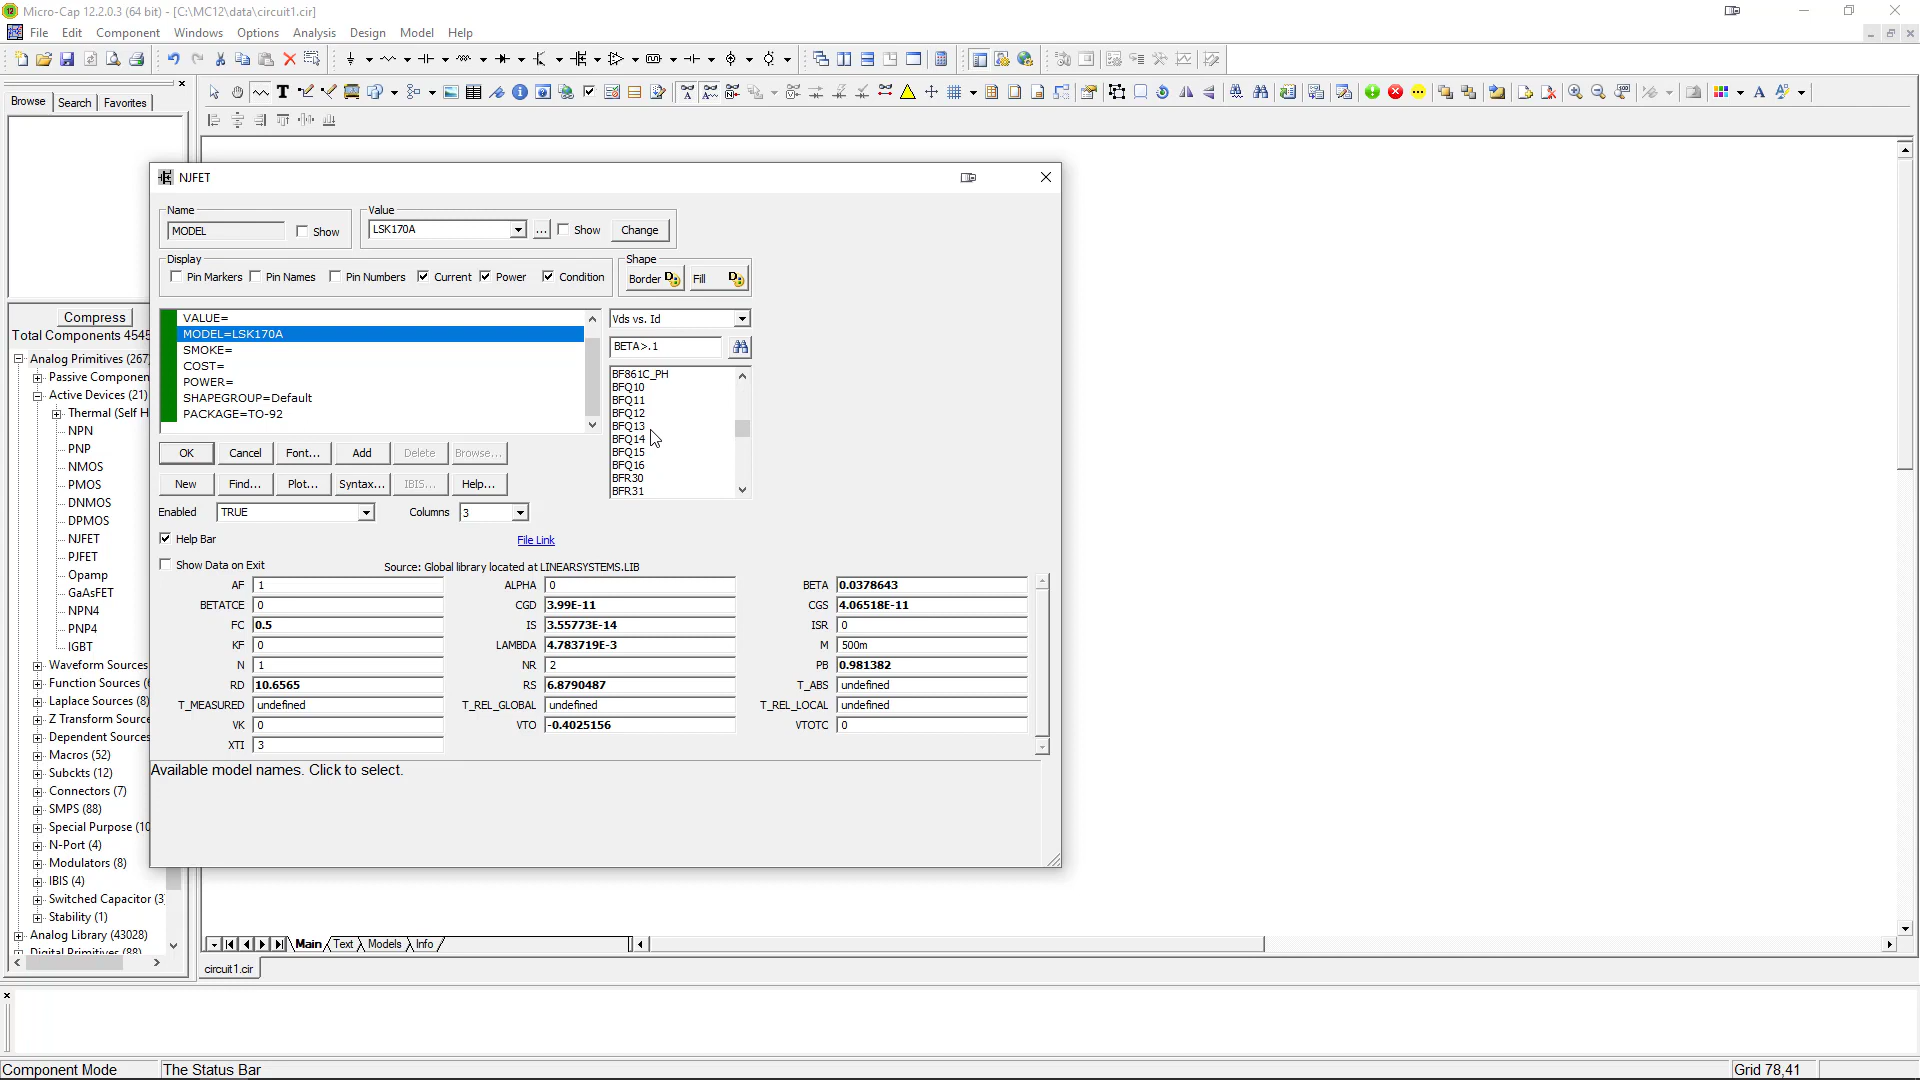 Micro-Cap 12.2.0.3 (64 bit) - [C:\MC12\data\circuit1.cir]
File Edit Component Windows Options Analysis Design Model Help
Browse Search Favorites
Compress
Total Components 4545
Analog Primitives (267)
Passive Componen
Active Devices (21)
Thermal (Self H
NPN
PNP
NMOS
PMOS
DNMOS
DPMOS
NJFET
PJFET
Opamp
GaAsFET
NPN4
PNP4
IGBT
Waveform Sources
Function Sources (6
Laplace Sources (8)
Z Transform Source
Dependent Sources
Macros (52)
Subckts (12)
Connectors (7)
SMPS (88)
Special Purpose (10
N-Port (4)
Modulators (8)
IBIS (4)
Switched Capacitor (3
Stability (1)
Analog Library (43028)
Digital Primitives (88)
NJFET
Name
MODEL
Show
Value
LSK170A
...
Show
Change
Display
Pin Markers Pin Names Pin Numbers Current Power Condition
Shape
Border Fill
VALUE=
MODEL=LSK170A
SMOKE=
COST=
POWER=
SHAPEGROUP=Default
PACKAGE=TO-92
Vds vs. Id
BETA>.1
BF861C_PH
BFQ10
BFQ11
BFQ12
BFQ13
BFQ14
BFQ15
BFQ16
BFR30
BFR31
OK Cancel Font... Add Delete Browse...
New Find... Plot... Syntax... IBIS... Help...
Enabled TRUE Columns 3
Help Bar File Link
Show Data on Exit Source: Global library located at LINEARSYSTEMS.LIB
AF 1 ALPHA 0 BETA 0.0378643
BETATCE 0 CGD 3.99E-11 CGS 4.06518E-11
FC 0.5 IS 3.55773E-14 ISR 0
KF 0 LAMBDA 4.783719E-3 M 500m
N 1 NR 2 PB 0.981382
RD 10.6565 RS 6.8790487 T_ABS undefined
T_MEASURED undefined T_REL_GLOBAL undefined T_REL_LOCAL undefined
VK 0 VTO -0.4025156 VTOTC 0
XTI 3
Available model names. Click to select.
Main Text Models Info
circuit1.cir
Component Mode The Status Bar Grid 78,41